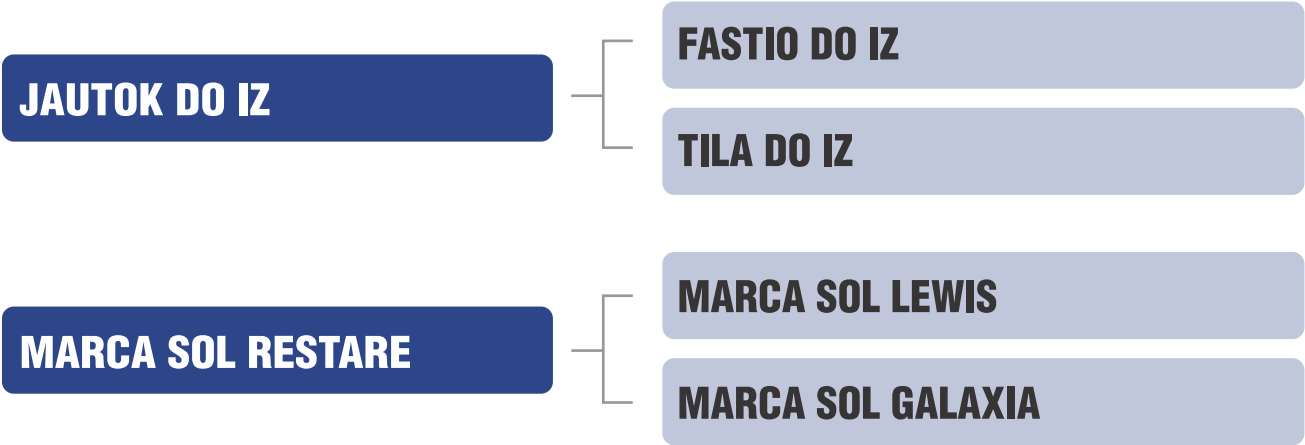 JAUTOK DO IZ
FASTIO DO IZ
TILA DO IZ
MARCA SOL RESTARE
MARCA SOL LEWIS
MARCA SOL GALAXIA